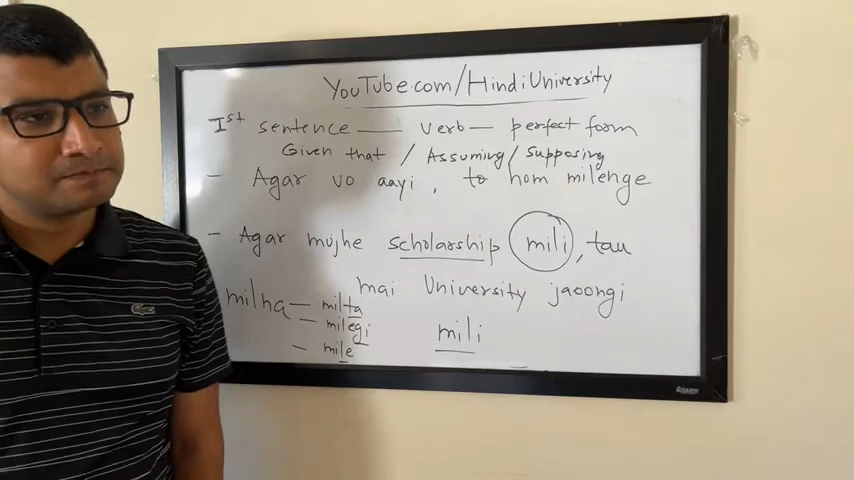 YouTube.com/HindiUniversity
Ist sentence — verb — perfect form
Given that / Assuming / Supposing
- Agar vo aayi, to hom milenge
- Agar mujhe scholarship mili, tau
mai University jaoongi
milna — milta
- milegi
- mile
mili